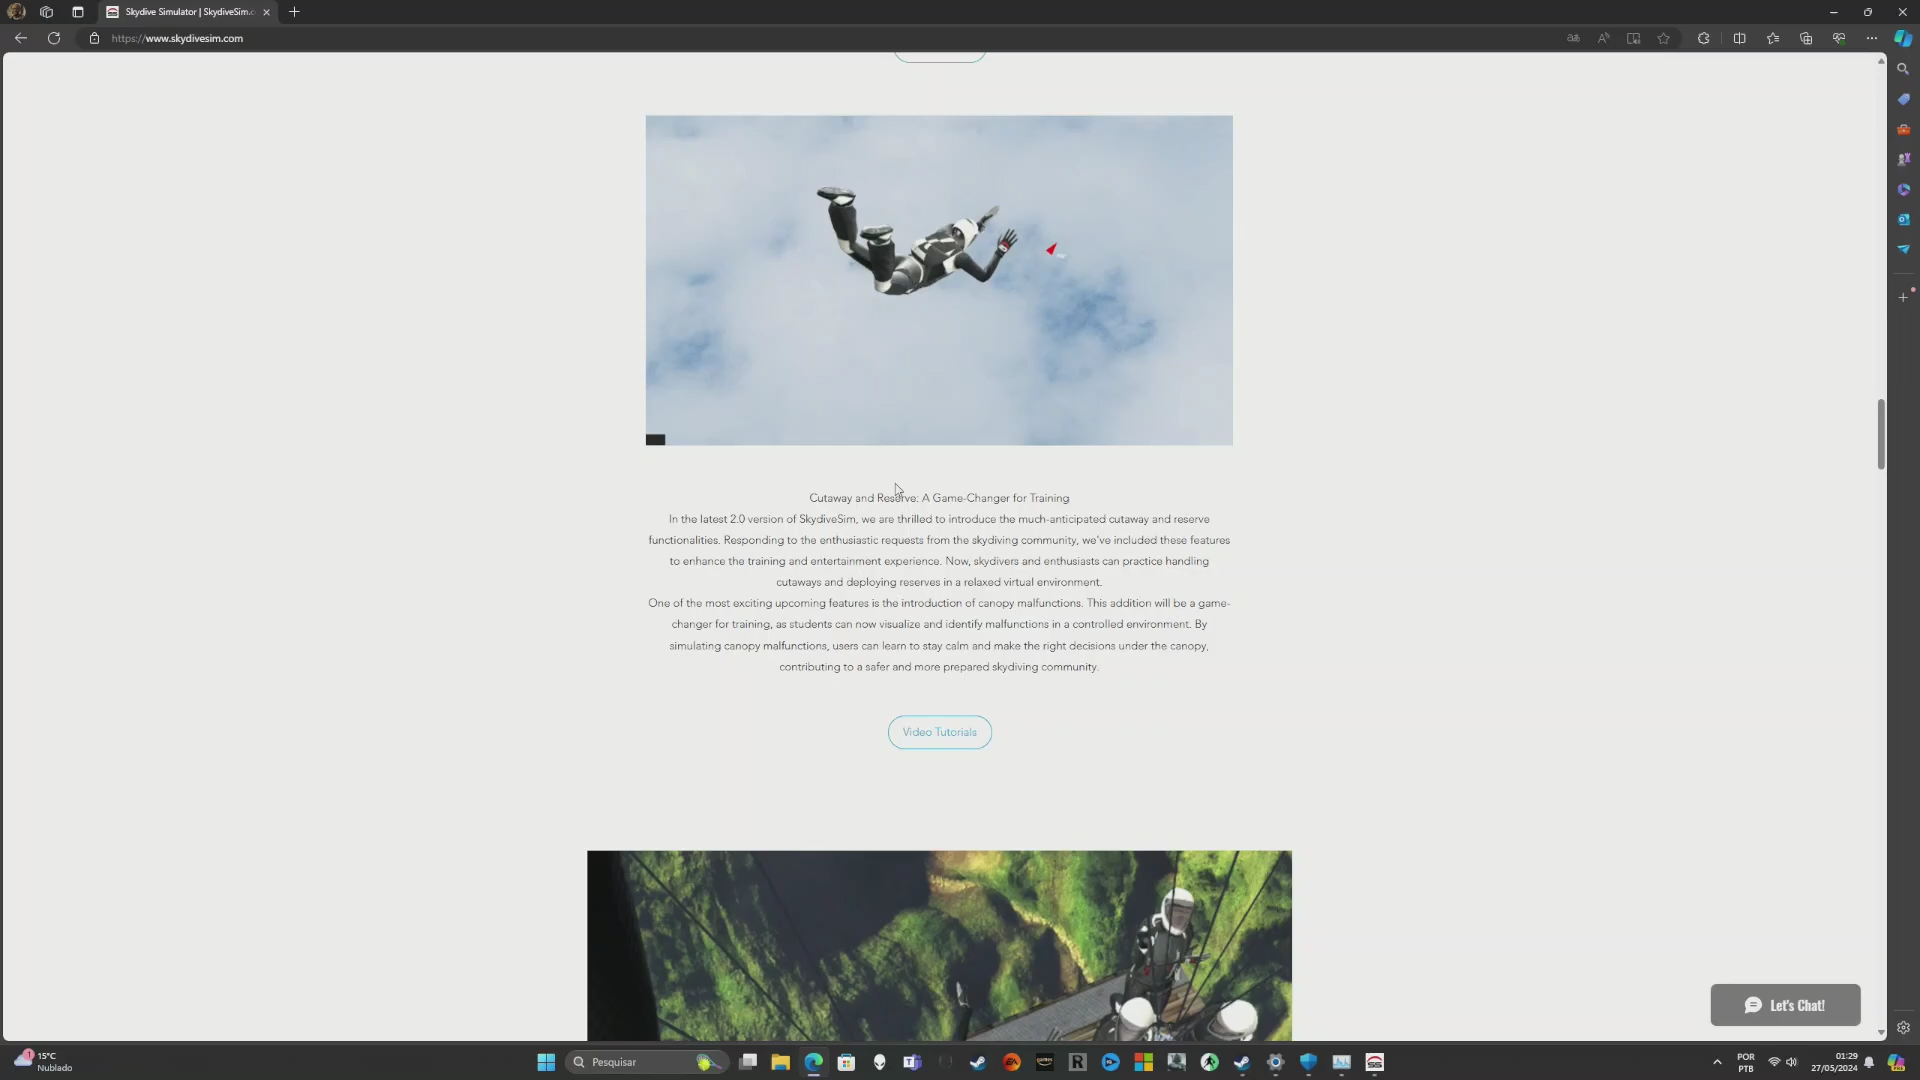 Skydive Simulator | SkydiveSim.c
https://www.skydivesim.com
Cutaway and Reserve: A Game-Changer for Training
In the latest 2.0 version of SkydiveSim, we are thrilled to introduce the much-anticipated cutaway and reserve
functionalities. Responding to the enthusiastic requests from the skydiving community, we've included these features
to enhance the training and entertainment experience. Now, skydivers and enthusiasts can practice handling
cutaways and deploying reserves in a relaxed virtual environment.
One of the most exciting upcoming features is the introduction of canopy malfunctions. This addition will be a game-
changer for training, as students can now visualize and identify malfunctions in a controlled environment. By
simulating canopy malfunctions, users can learn to stay calm and make the right decisions under the canopy,
contributing to a safer and more prepared skydiving community.
Video Tutorials
Let's Chat!
1
15°C
Nublado
Pesquisar
POR
PTB
01:29
27/05/2024